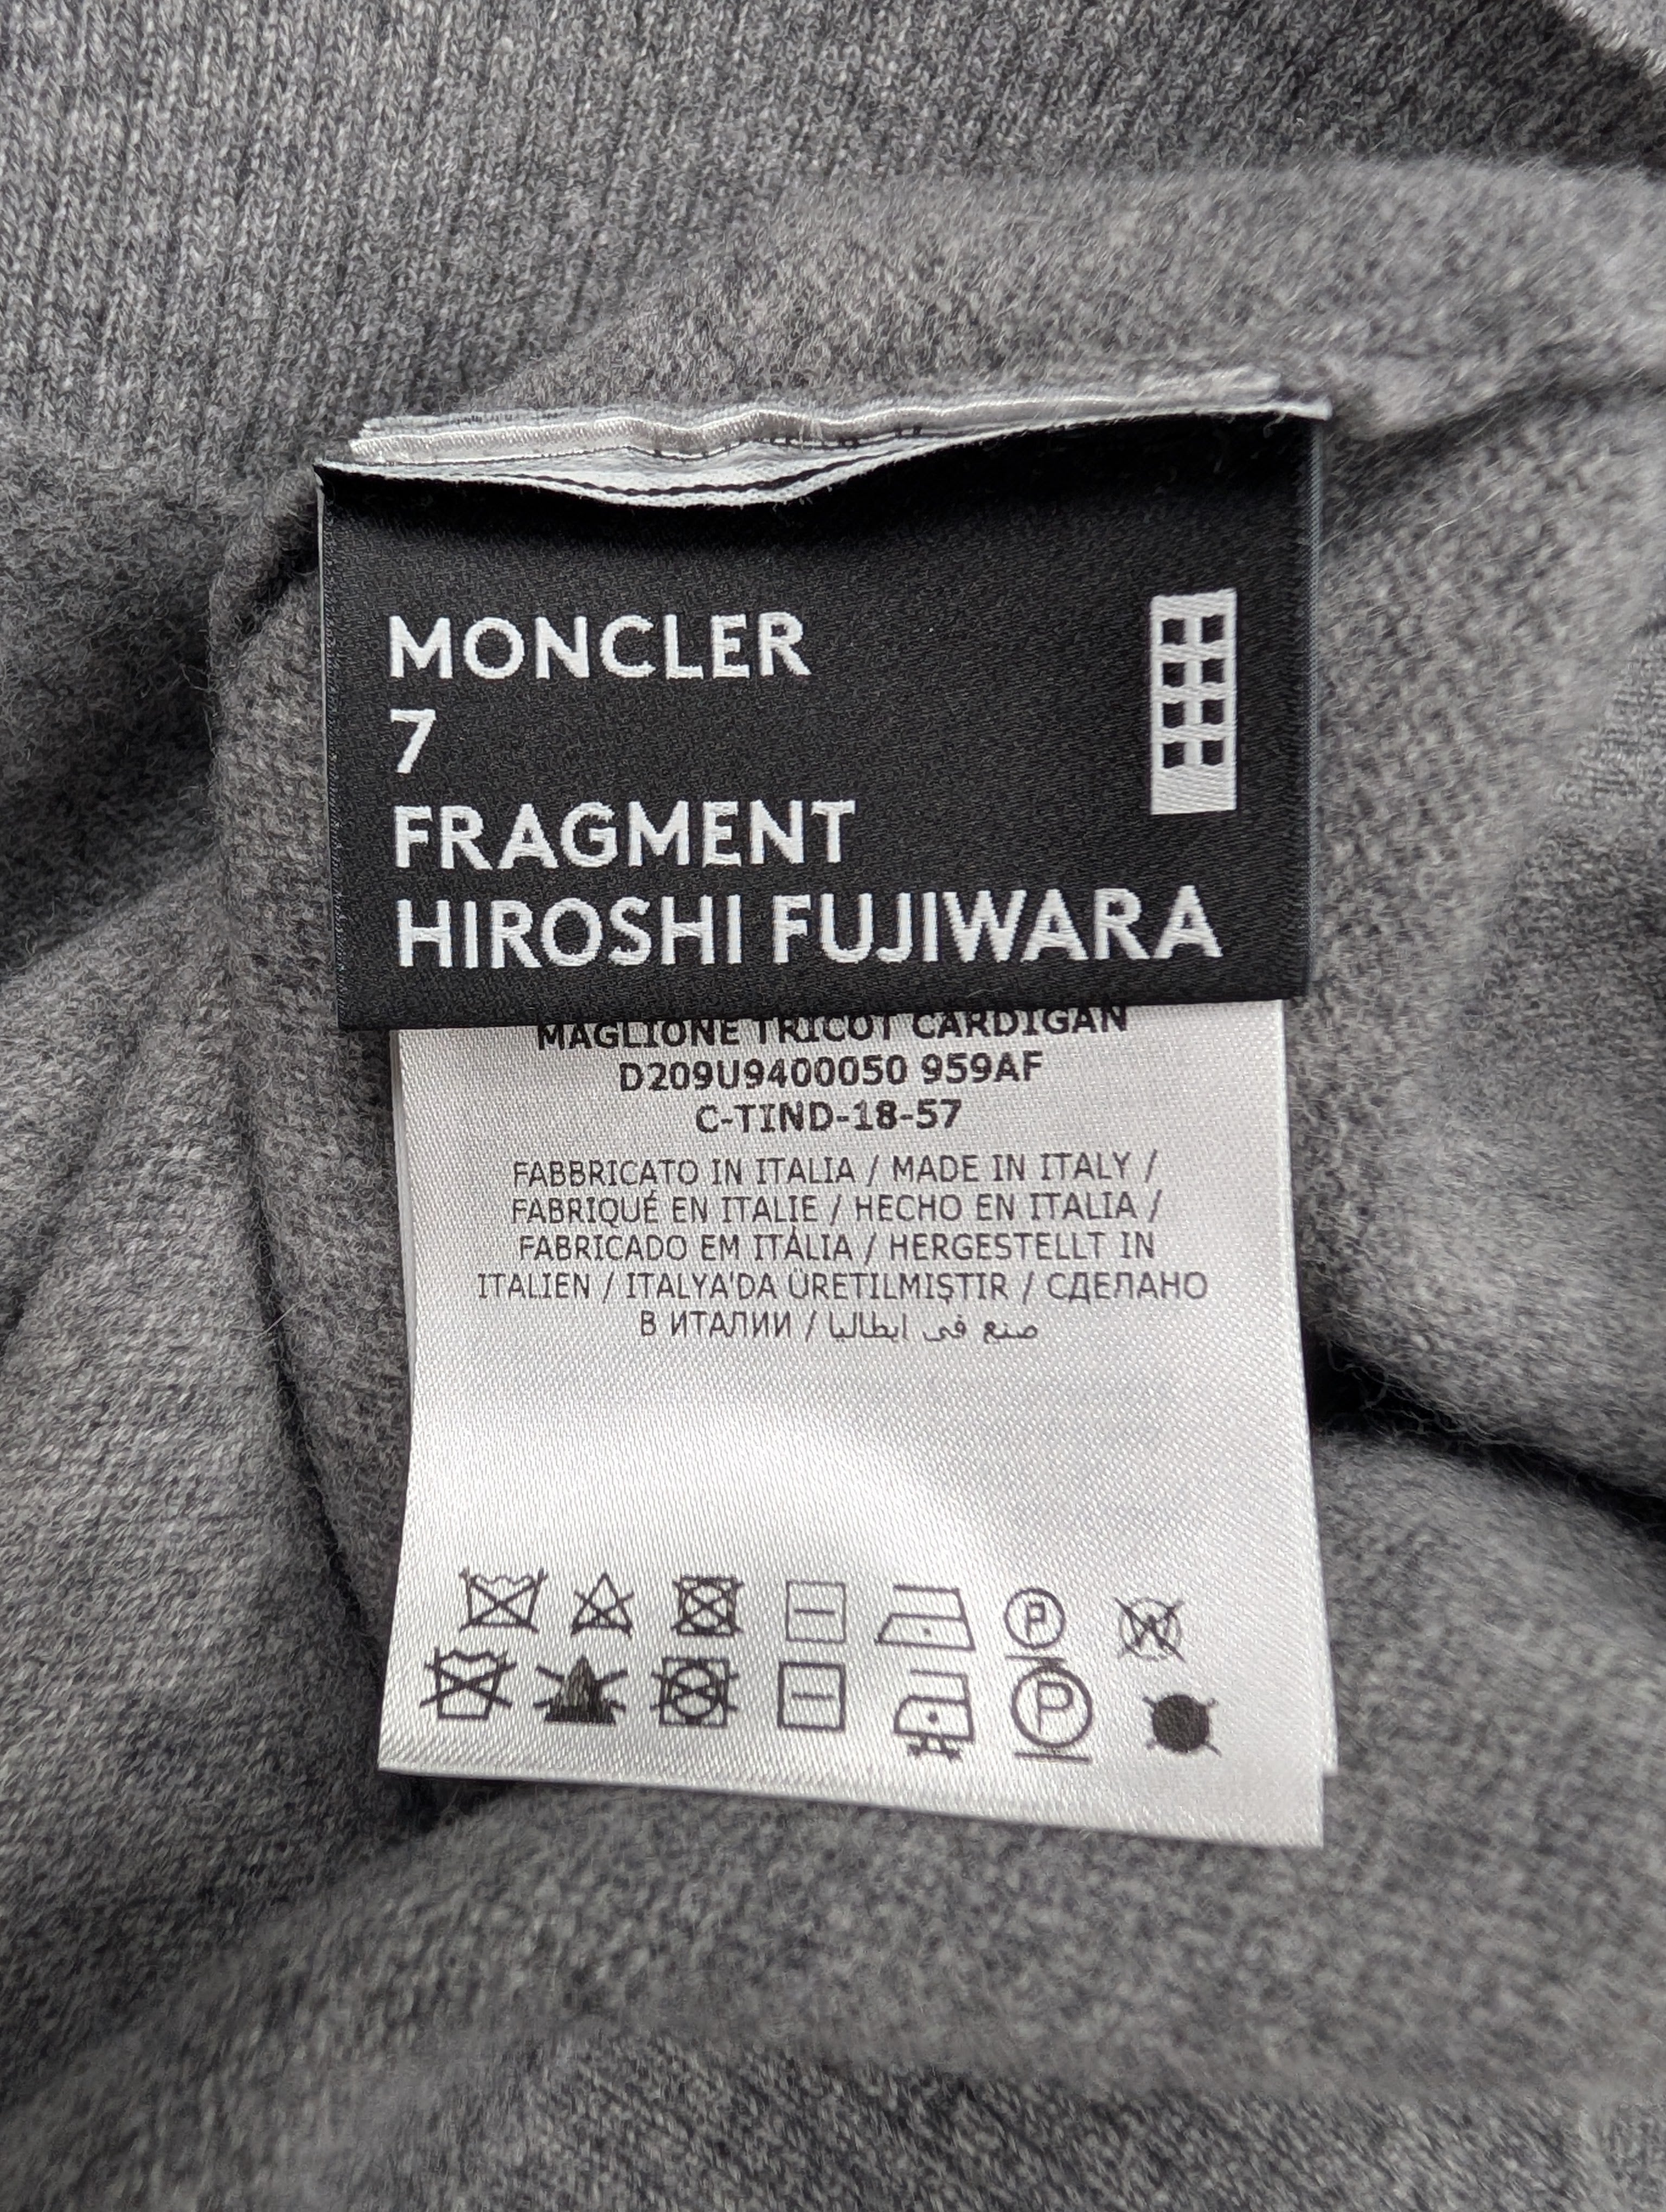 MONCLER
7
FRAGMENT
HIROSHI FUJIWARA
MAGLIONE TRICOT CARDIGAN
D209U9400050 959AF
C-TIND-18-57
FABBRICATO IN ITALIA / MADE IN ITALY /
FABRIQUÉ EN ITALIE / HECHO EN ITALIA /
FABRICADO EM ITÁLIA / HERGESTELLT IN
ITALIEN / ITALYA'DA ÜRETILMIŞTIR / СДЕЛАНО
В ИТАЛИИ / صنع في ايطاليا
P W
P